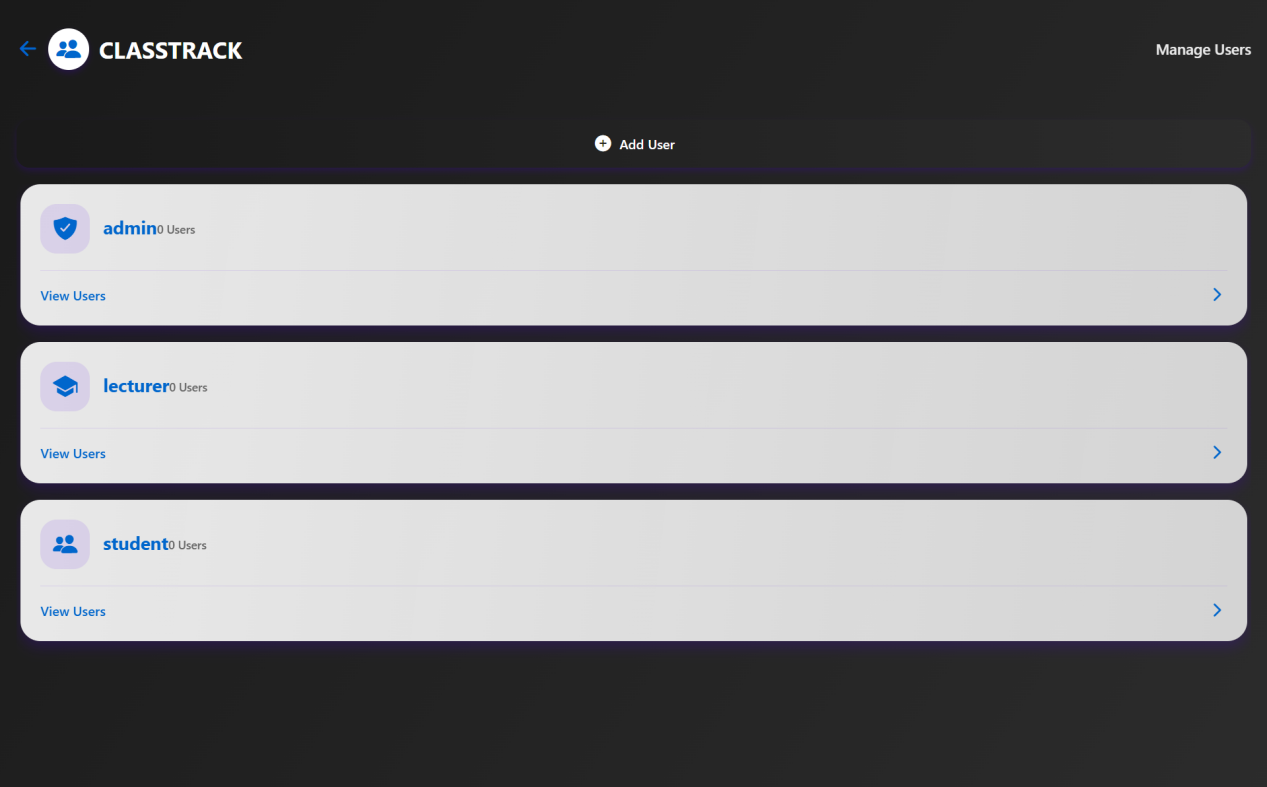 CLASSTRACK
Manage Users
Add User
admin0 Users
View Users
lecturer0 Users
View Users
student0 Users
View Users